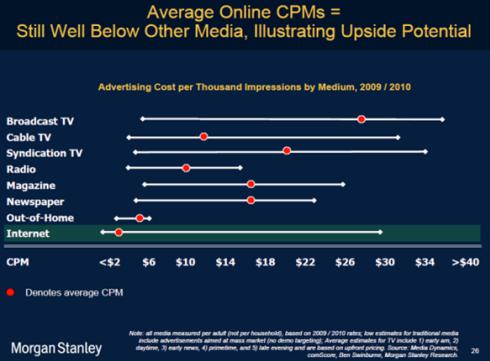 Average Online CPMs =
Still Well Below Other Media, Illustrating Upside Potential
Advertising Cost per Thousand Impressions by Medium, 2009 / 2010
Broadcast TV
Cable TV
Syndication TV
Radio
Magazine
Newspaper
Out-of-Home
Internet
CPM <$2 $6 $10 $14 $18 $22 $26 $30 $34 >$40
Denotes average CPM
Morgan Stanley
Note: all media measured per adult (not per household), based on 2009 / 2010 rates; low estimates for traditional media
include advertisements aimed at mass market (no demo targeting); Average estimates for TV include 1) early am, 2)
daytime, 3) early news, 4) primetime, and 5) late evening and are based on upfront pricing. Source: Media Dynamics,
comScore, Ben Swinburne, Morgan Stanley Research.
26